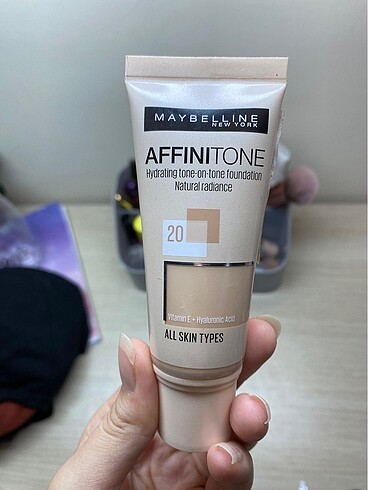 MAYBELLINE
NEW YORK
AFFINITONE
Hydrating tone-on-tone foundation
Natural radiance
20
Vitamin E + Hyaluronic Acid
ALL SKIN TYPES